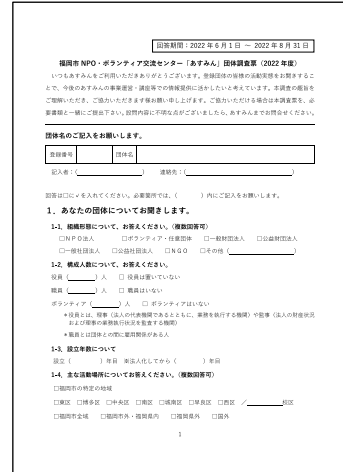 回答期間：2022 年 6 月 1 日 ～ 2022 年 8 月 31 日
福岡市 NPO・ボランティア交流センター「あすみん」団体調査票（2022 年度）
いつもあすみんをご利用いただきありがとうございます。登録団体の皆様の活動実態をお聞きするこ
とで、今後のあすみんの事業運営・講座等での情報提供に活かしたいと考えています。本調査の趣旨を
ご理解いただき、ご協力いただきます様お願い申し上げます。ご協力いただける場合は本調査票を、必
要書類と一緒にご提出下さい。設問内容に不明な点がございましたら、あすみんまでお問合せください。
団体名のご記入をお願いします。
登録番号 団体名
記入者：（ ） 連絡先：（ ）
回答は□に✓を入れてください。必要箇所では、（ ）内にご記入をお願いします。
１．あなたの団体についてお聞きします。
1-1、組織形態について、お答えください。（複数回答可）
□ＮＰＯ法人 □ボランティア・任意団体 □一般財団法人 □公益財団法人
□一般社団法人 □公益社団法人 □ＮＧＯ □その他（ ）
1-2、構成人数について、お答えください。
役員（ ）人 □ 役員は置いていない
職員（ ）人 □ 職員はいない
ボランティア（ ）人 □ ボランティアはいない
＊役員とは、理事（法人の代表機関であるとともに、業務を執行する機関）や監事（法人の財産状況
および理事の業務執行状況を監査する機関）
＊職員とは団体との間に雇用関係がある人
1-3、設立年数について
設立（ ）年目 ※法人化してから（ ）年目
1-4、主な活動場所についてお答えください。（複数回答可）
□福岡市の特定の地域
□東区 □博多区 □中央区 □南区 □城南区 □早良区 □西区 ／ 校区
□福岡市全域 □福岡市外・福岡県内 □福岡県外 □国外
1